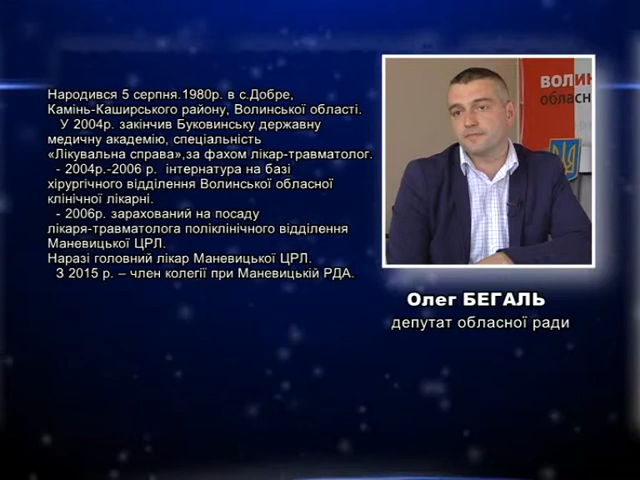 Народився 5 серпня.1980р. в с.Добре,
Камінь-Каширського району, Волинської області.
У 2004р. закінчив Буковинську державну
медичну академію, спеціальність
«Лікувальна справа»,за фахом лікар-травматолог.
- 2004р.-2006 р. інтернатура на базі
хірургічного відділення Волинської обласної
клінічної лікарні.
- 2006р. зарахований на посаду
лікаря-травматолога поліклінічного відділення
Маневицької ЦРЛ.
Наразі головний лікар Маневицької ЦРЛ.
З 2015 р. – член колегії при Маневицькій РДА.
ВОЛИН
обласн
Олег БЕГАЛЬ
депутат обласної ради